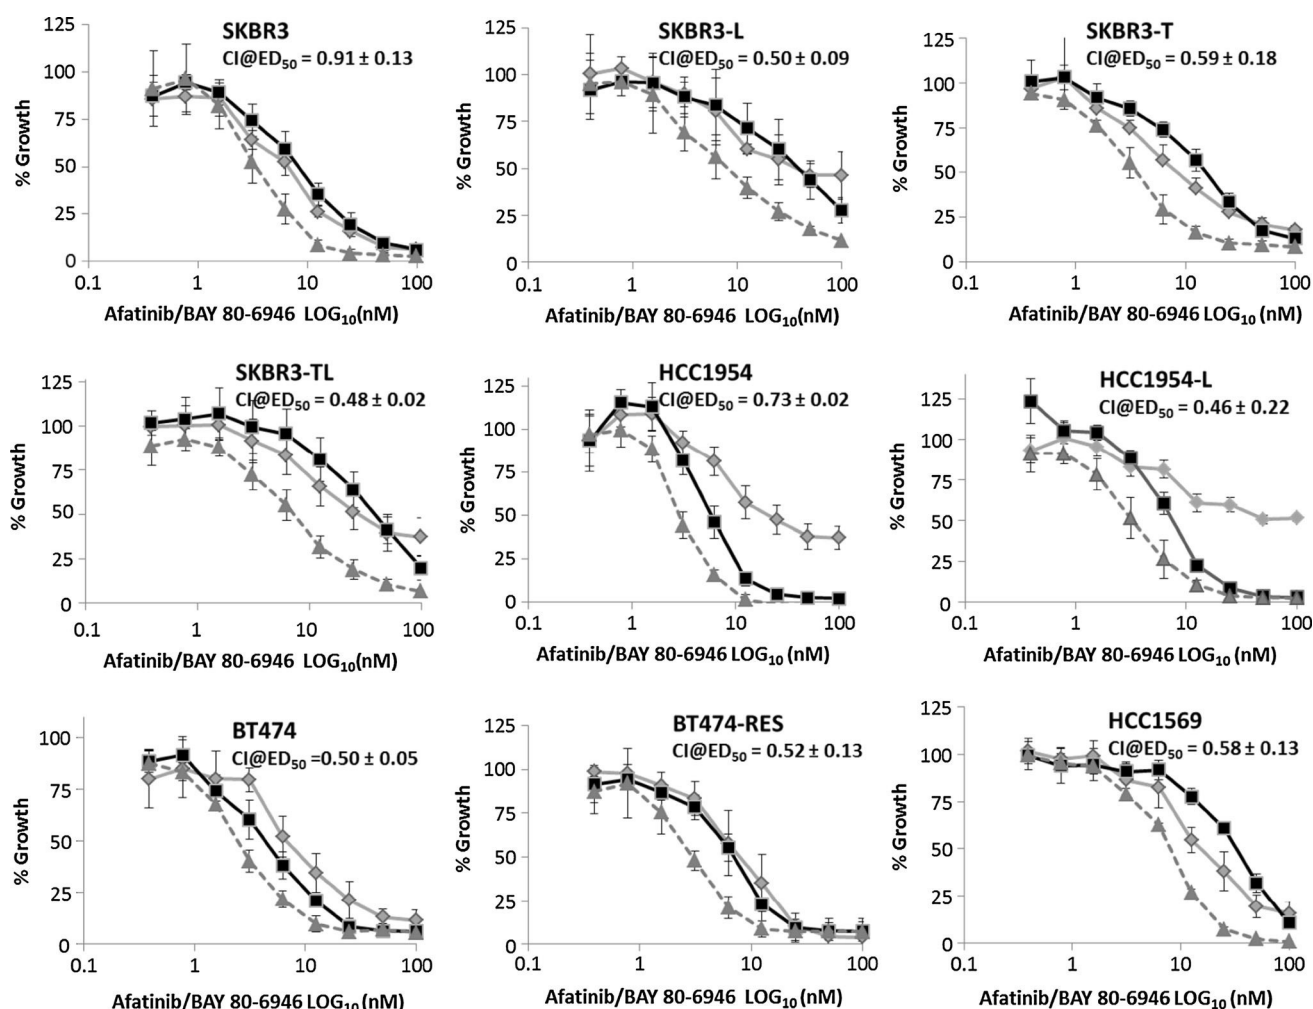 SKBR3
CI@ED50 = 0.91 ± 0.13
125
100
75
50
25
0
% Growth
0.1 1 10 100
Afatinib/BAY 80-6946 LOG10(nM)
SKBR3-L
CI@ED50 = 0.50 ± 0.09
125
100
75
50
25
0
% Growth
0.1 1 10 100
Afatinib/BAY 80-6946 LOG10(nM)
SKBR3-T
CI@ED50 = 0.59 ± 0.18
125
100
75
50
25
0
% Growth
0.1 1 10 100
Afatinib/BAY 80-6946 LOG10 (nM)
SKBR3-TL
CI@ED50 = 0.48 ± 0.02
125
100
75
50
25
0
% Growth
0.1 1 10 100
Afatinib/BAY 80-6946 LOG10(nM)
HCC1954
CI@ED50 = 0.73 ± 0.02
125
100
75
50
25
0
% Growth
0.1 1 10 100
Afatinib/BAY 80-6946 LOG10 (nM)
HCC1954-L
CI@ED50 = 0.46 ± 0.22
125
100
75
50
25
0
% Growth
0.1 1 10 100
Afatinib/BAY 80-6946 LOG10 (nM)
BT474
CI@ED50 =0.50 ± 0.05
100
75
50
25
0
% Growth
0.1 1 10 100
Afatinib/BAY 80-6946 LOG10(nM)
BT474-RES
CI@ED50 = 0.52 ± 0.13
125
100
75
50
25
0
% Growth
0.1 1 10 100
Afatinib/BAY 80-6946 LOG10(nM)
HCC1569
CI@ED50 = 0.58 ± 0.13
125
100
75
50
25
0
% Growth
0.1 1 10 100
Afatinib/BAY 80-6946 LOG10 (nM)